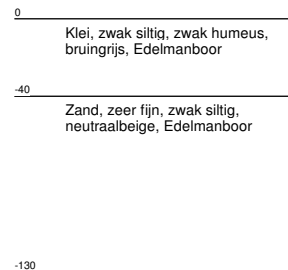 0
Klei, zwak siltig, zwak humeus,
bruingrijs, Edelmanboor
-40
Zand, zeer fijn, zwak siltig,
neutraalbeige, Edelmanboor
-130